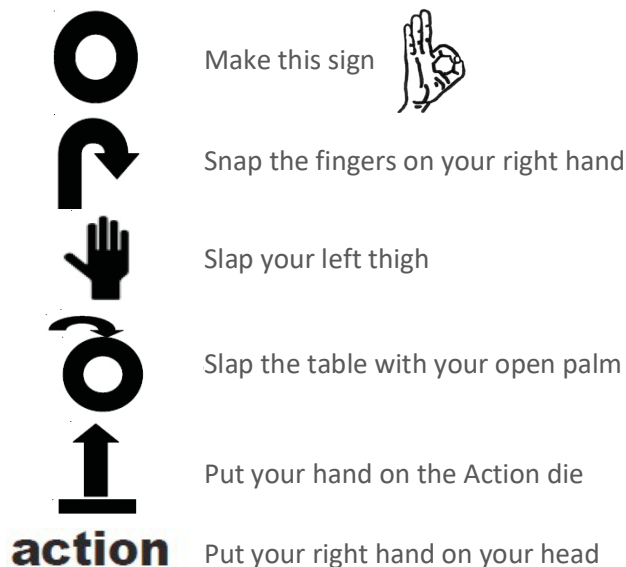 Make this sign
Snap the fingers on your right hand
Slap your left thigh
Slap the table with your open palm
Put your hand on the Action die
action Put your right hand on your head